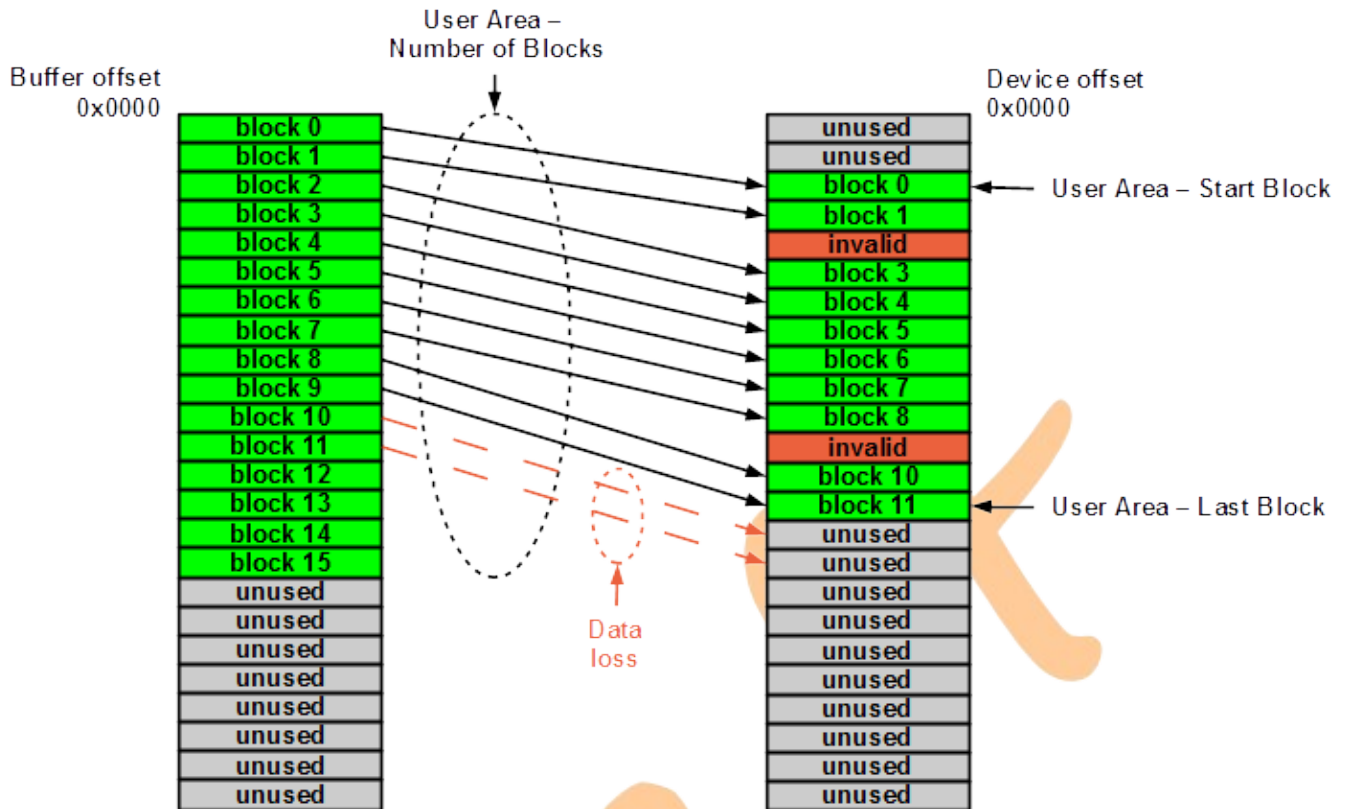 User Area –
Number of Blocks
Buffer offset
0x0000
Device offset
0x0000
block 0
block 1
block 2
block 3
block 4
block 5
block 6
block 7
block 8
block 9
block 10
block 11
block 12
block 13
block 14
block 15
unused
unused
unused
unused
unused
unused
unused
unused
Data
loss
unused
unused
block 0
block 1
invalid
block 3
block 4
block 5
block 6
block 7
block 8
invalid
block 10
block 11
unused
unused
unused
unused
unused
unused
unused
unused
unused
unused
User Area – Start Block
User Area – Last Block